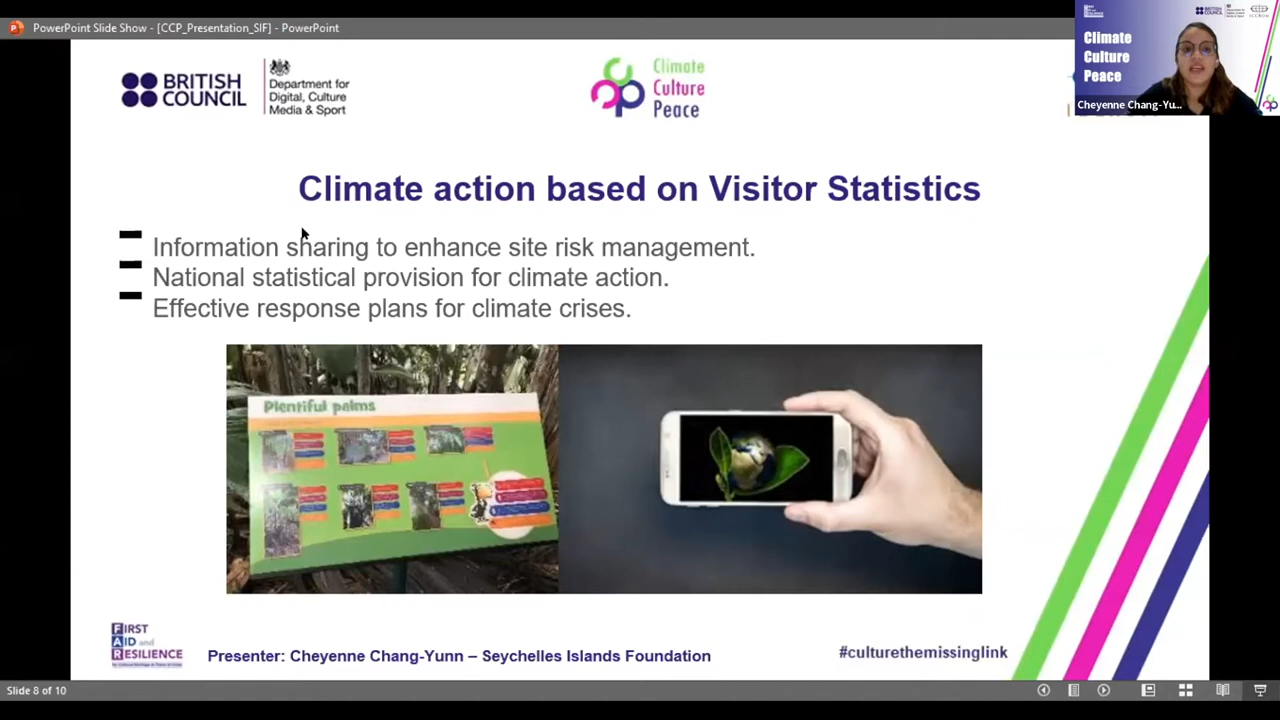 PowerPoint Slide Show - [CCP_Presentation_SIF] - PowerPoint
BRITISH COUNCIL
Department for
Digital, Culture
Media & Sport
Climate
Culture
Peace
BRITISH
COUNCIL
Climate
Culture
Peace
Cheyenne Chang-Yu...
Climate action based on Visitor Statistics
Information sharing to enhance site risk management.
National statistical provision for climate action.
Effective response plans for climate crises.
Plentiful palms
FIRST
AID and
RESILIENCE
Presenter: Cheyenne Chang-Yunn – Seychelles Islands Foundation
#culturethemissinglink
Slide 8 of 10